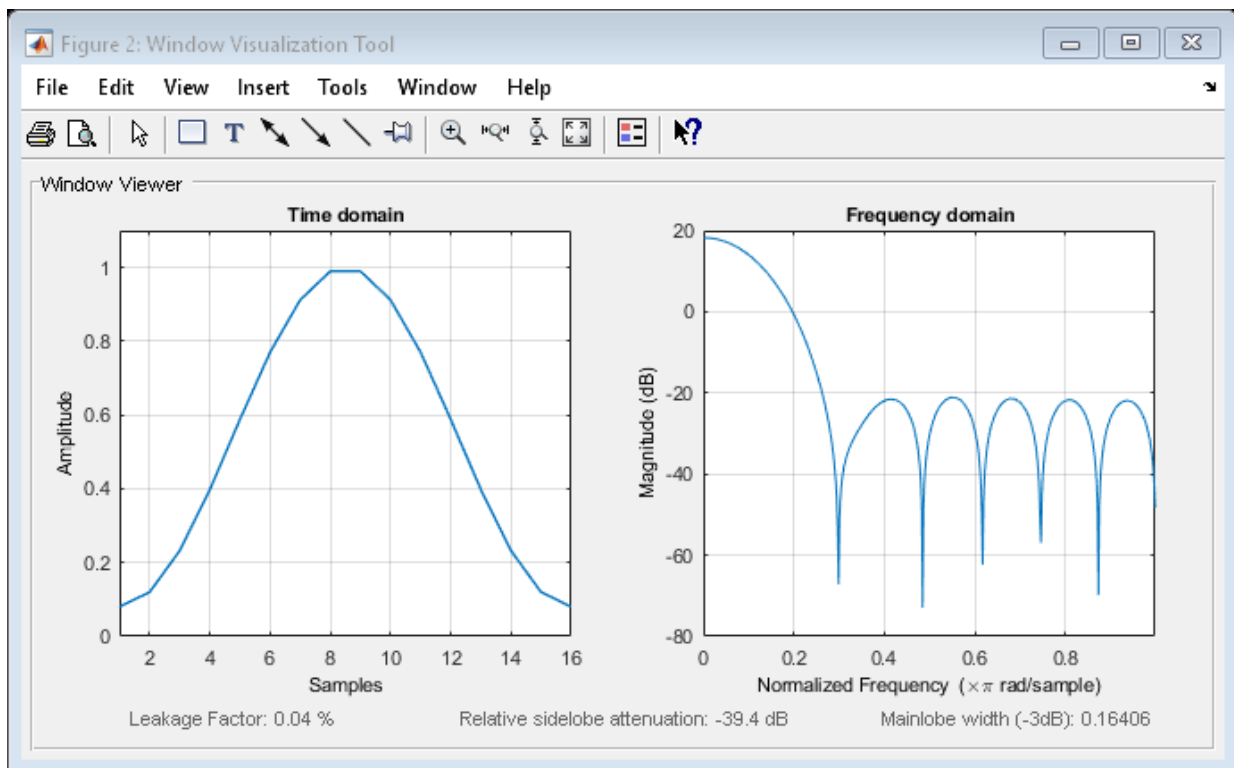 Figure 2: Window Visualization Tool
File Edit View Insert Tools Window Help
Window Viewer
Time domain
1
0.8
0.6
0.4
0.2
0
Amplitude
2 4 6 8 10 12 14 16
Samples
Frequency domain
20
0
-20
-40
-60
-80
Magnitude (dB)
0 0.2 0.4 0.6 0.8
Normalized Frequency (×π rad/sample)
Leakage Factor: 0.04 % Relative sidelobe attenuation: -39.4 dB Mainlobe width (-3dB): 0.16406